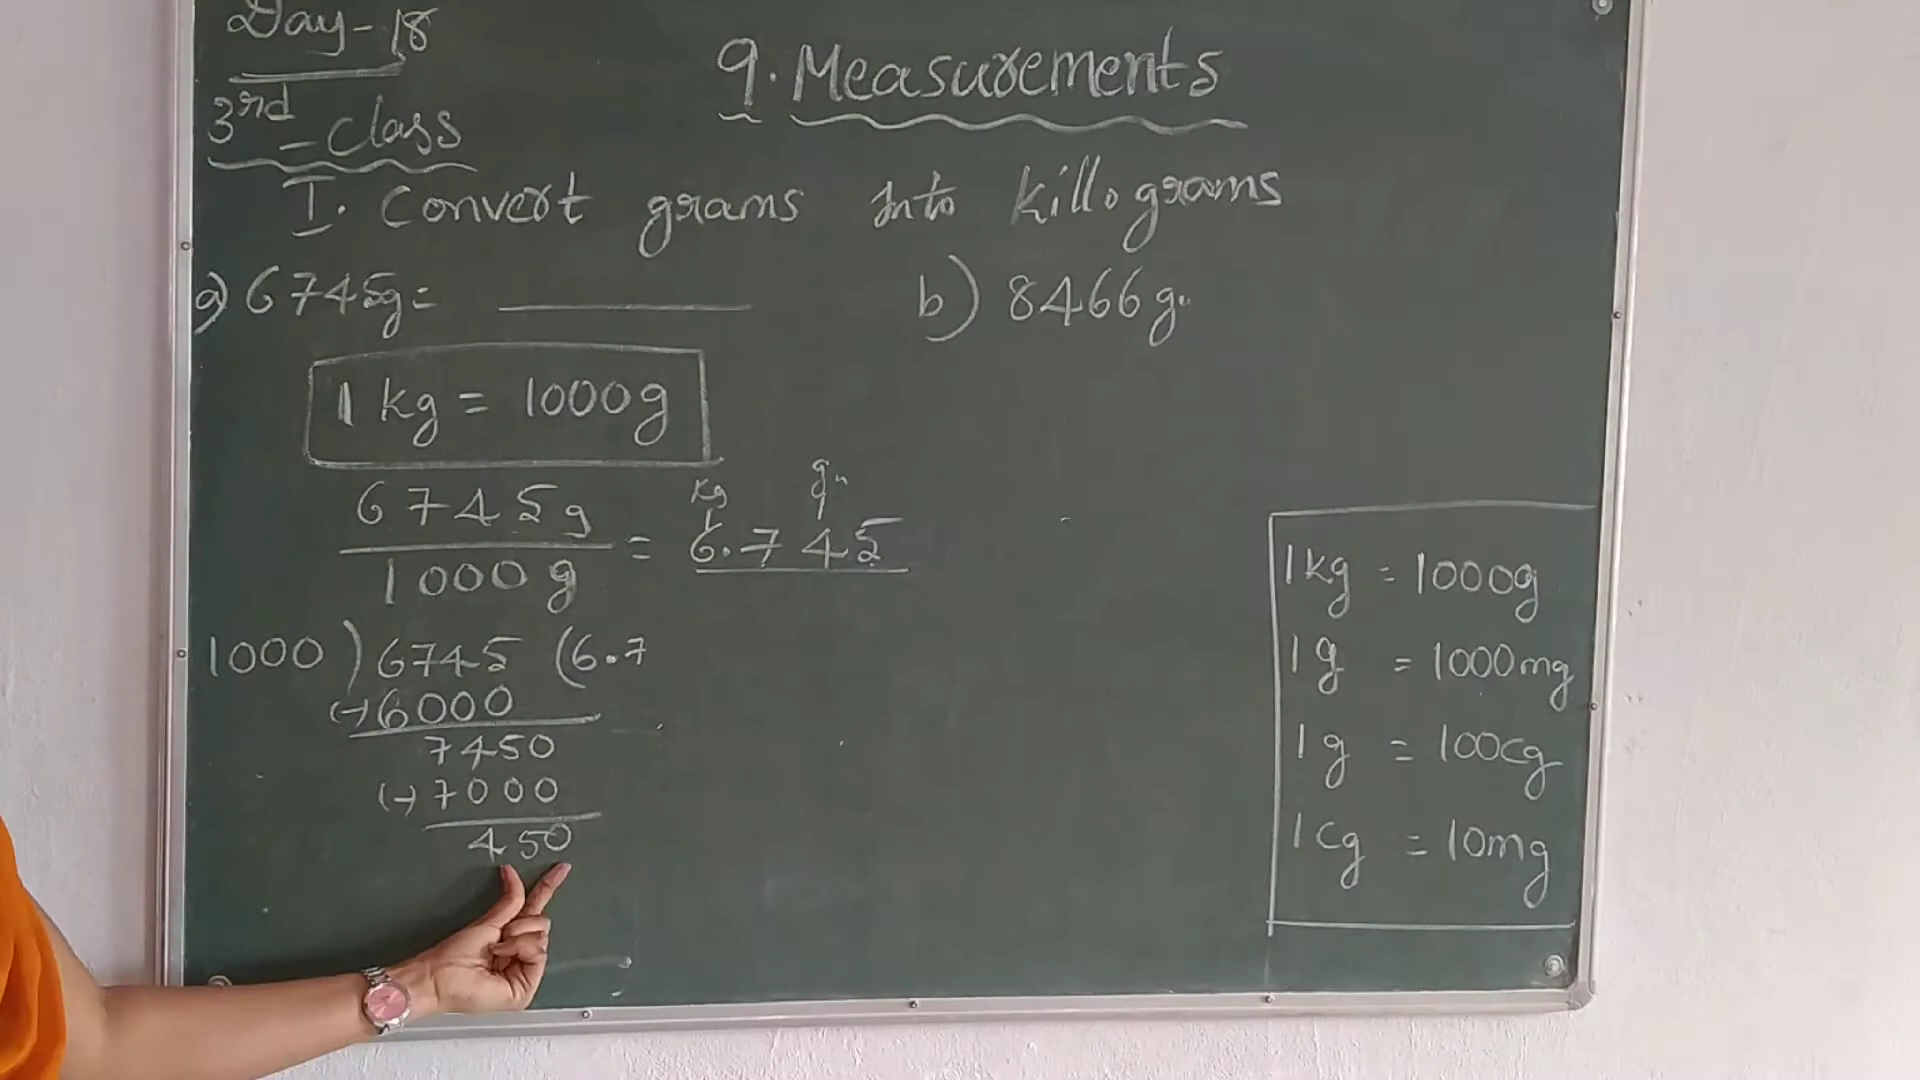 Day-18
3rd - class
9. Measurements
I. Convert grams into killograms
a) 6745g = ________
b) 8466g.
1 kg = 1000g
kg g
6745g
1000g
= 6.745
1000 ) 6745 (6.7
(-) 6000
7450
(-) 7000
450
1kg = 1000g
1g = 1000mg
1g = 100cg
1cg = 10mg